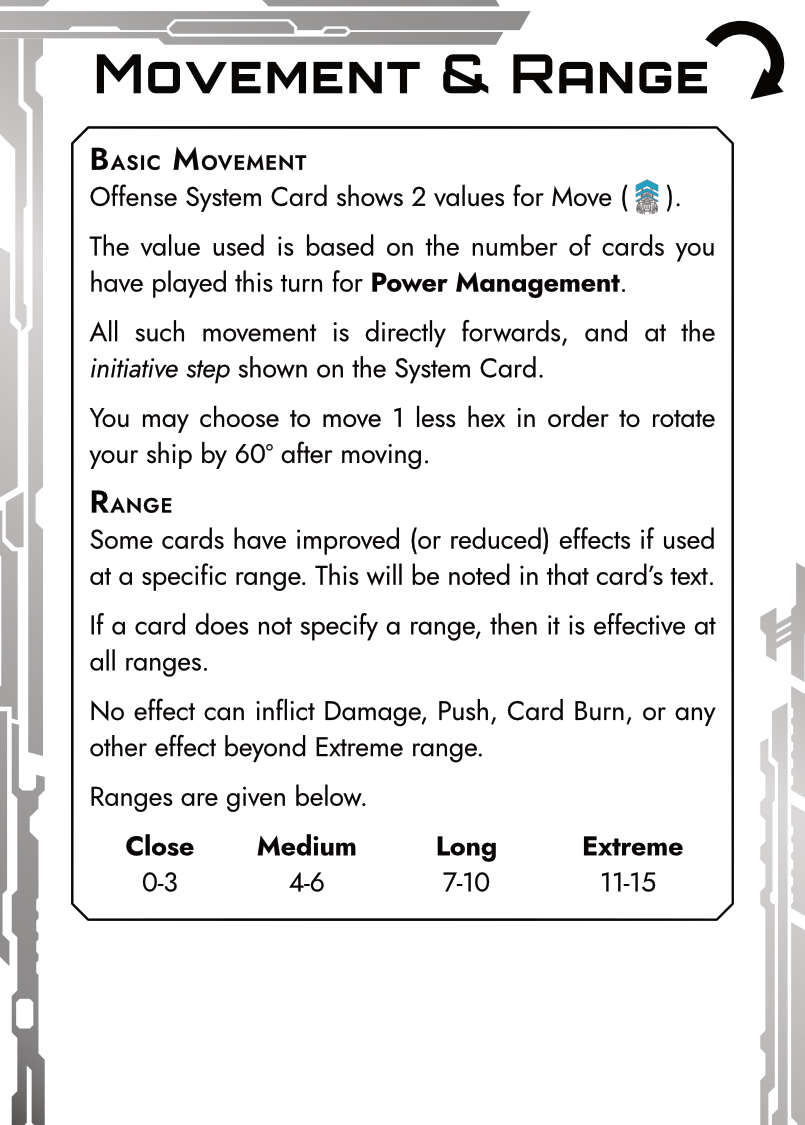 MOVEMENT & RANGE
BASIC MOVEMENT
Offense System Card shows 2 values for Move ( ).
The value used is based on the number of cards you
have played this turn for Power Management.
All such movement is directly forwards, and at the
initiative step shown on the System Card.
You may choose to move 1 less hex in order to rotate
your ship by 60° after moving.
RANGE
Some cards have improved (or reduced) effects if used
at a specific range. This will be noted in that card’s text.
If a card does not specify a range, then it is effective at
all ranges.
No effect can inflict Damage, Push, Card Burn, or any
other effect beyond Extreme range.
Ranges are given below.
Close Medium Long Extreme
0-3 4-6 7-10 11-15